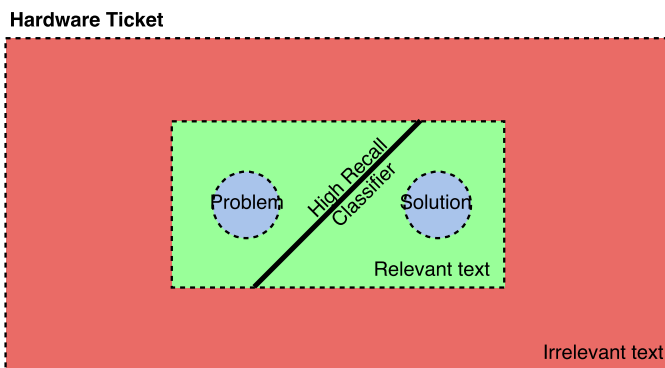 Hardware Ticket
High Recall
Classifier
Problem
Solution
Relevant text
Irrelevant text